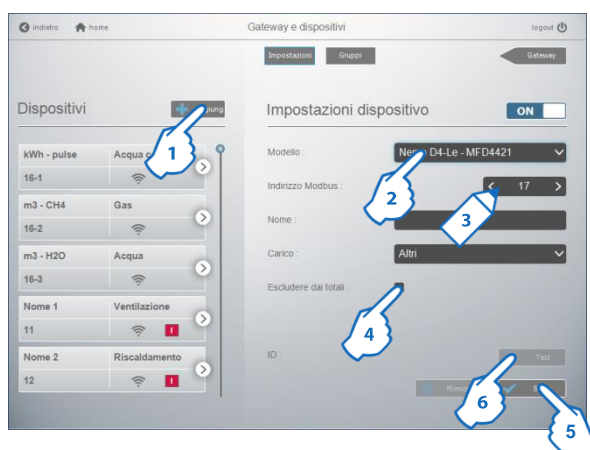 indietro home Gateway e dispositivi logout
Impostazioni Gruppi Gateway
Dispositivi
Impostazioni dispositivo ON
kWh - pulse Acqua
16-1
m3 - CH4 Gas
16-2
m3 - H2O Acqua
16-3
Nome 1 Ventilazione
11 I
Nome 2 Riscaldamento
12 I
Modello : D4-Le - MFD4421
Indirizzo Modbus : < 17 >
Nome :
Carico : Altri
Escludere dai totali :
ID : Test
1
2
3
4
6
5